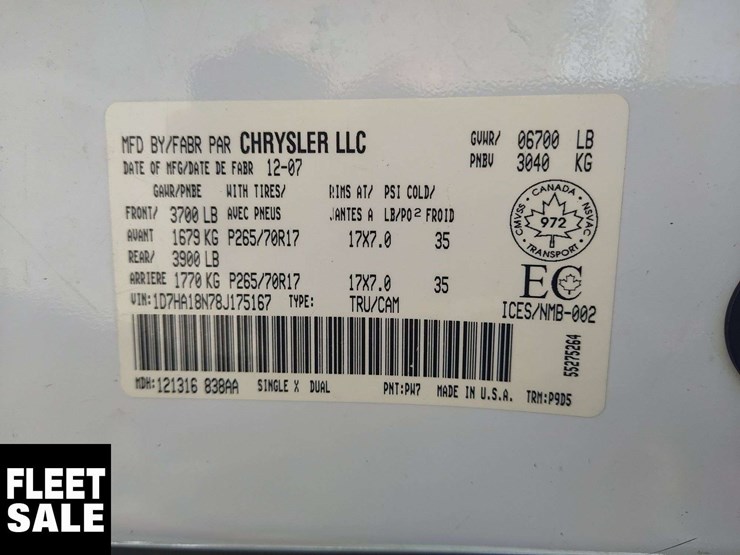 MFD BY/FABR PAR CHRYSLER LLC
DATE OF MFG/DATE DE FABR 12-07
GVWR/ 06700 LB
PNBV 3040 KG
GAWR/PNBE WITH TIRES/ RIMS AT/ PSI COLD/
FRONT/ 3700 LB AVEC PNEUS JANTES A LB/PO2 FROID
AVANT 1679 KG P265/70R17 17X7.0 35
REAR/ 3900 LB
ARRIERE 1770 KG P265/70R17 17X7.0 35
CANADA
CMVSS 972 NSVAC
TRANSPORT
EC
ICES/NMB-002
VIN: 1D7HA18N78J175167 TYPE: TRU/CAM
55275264
MDH: 121316 838AA SINGLE X DUAL PNT: PW7 MADE IN U.S.A. TRM: P9D5
FLEET
SALE